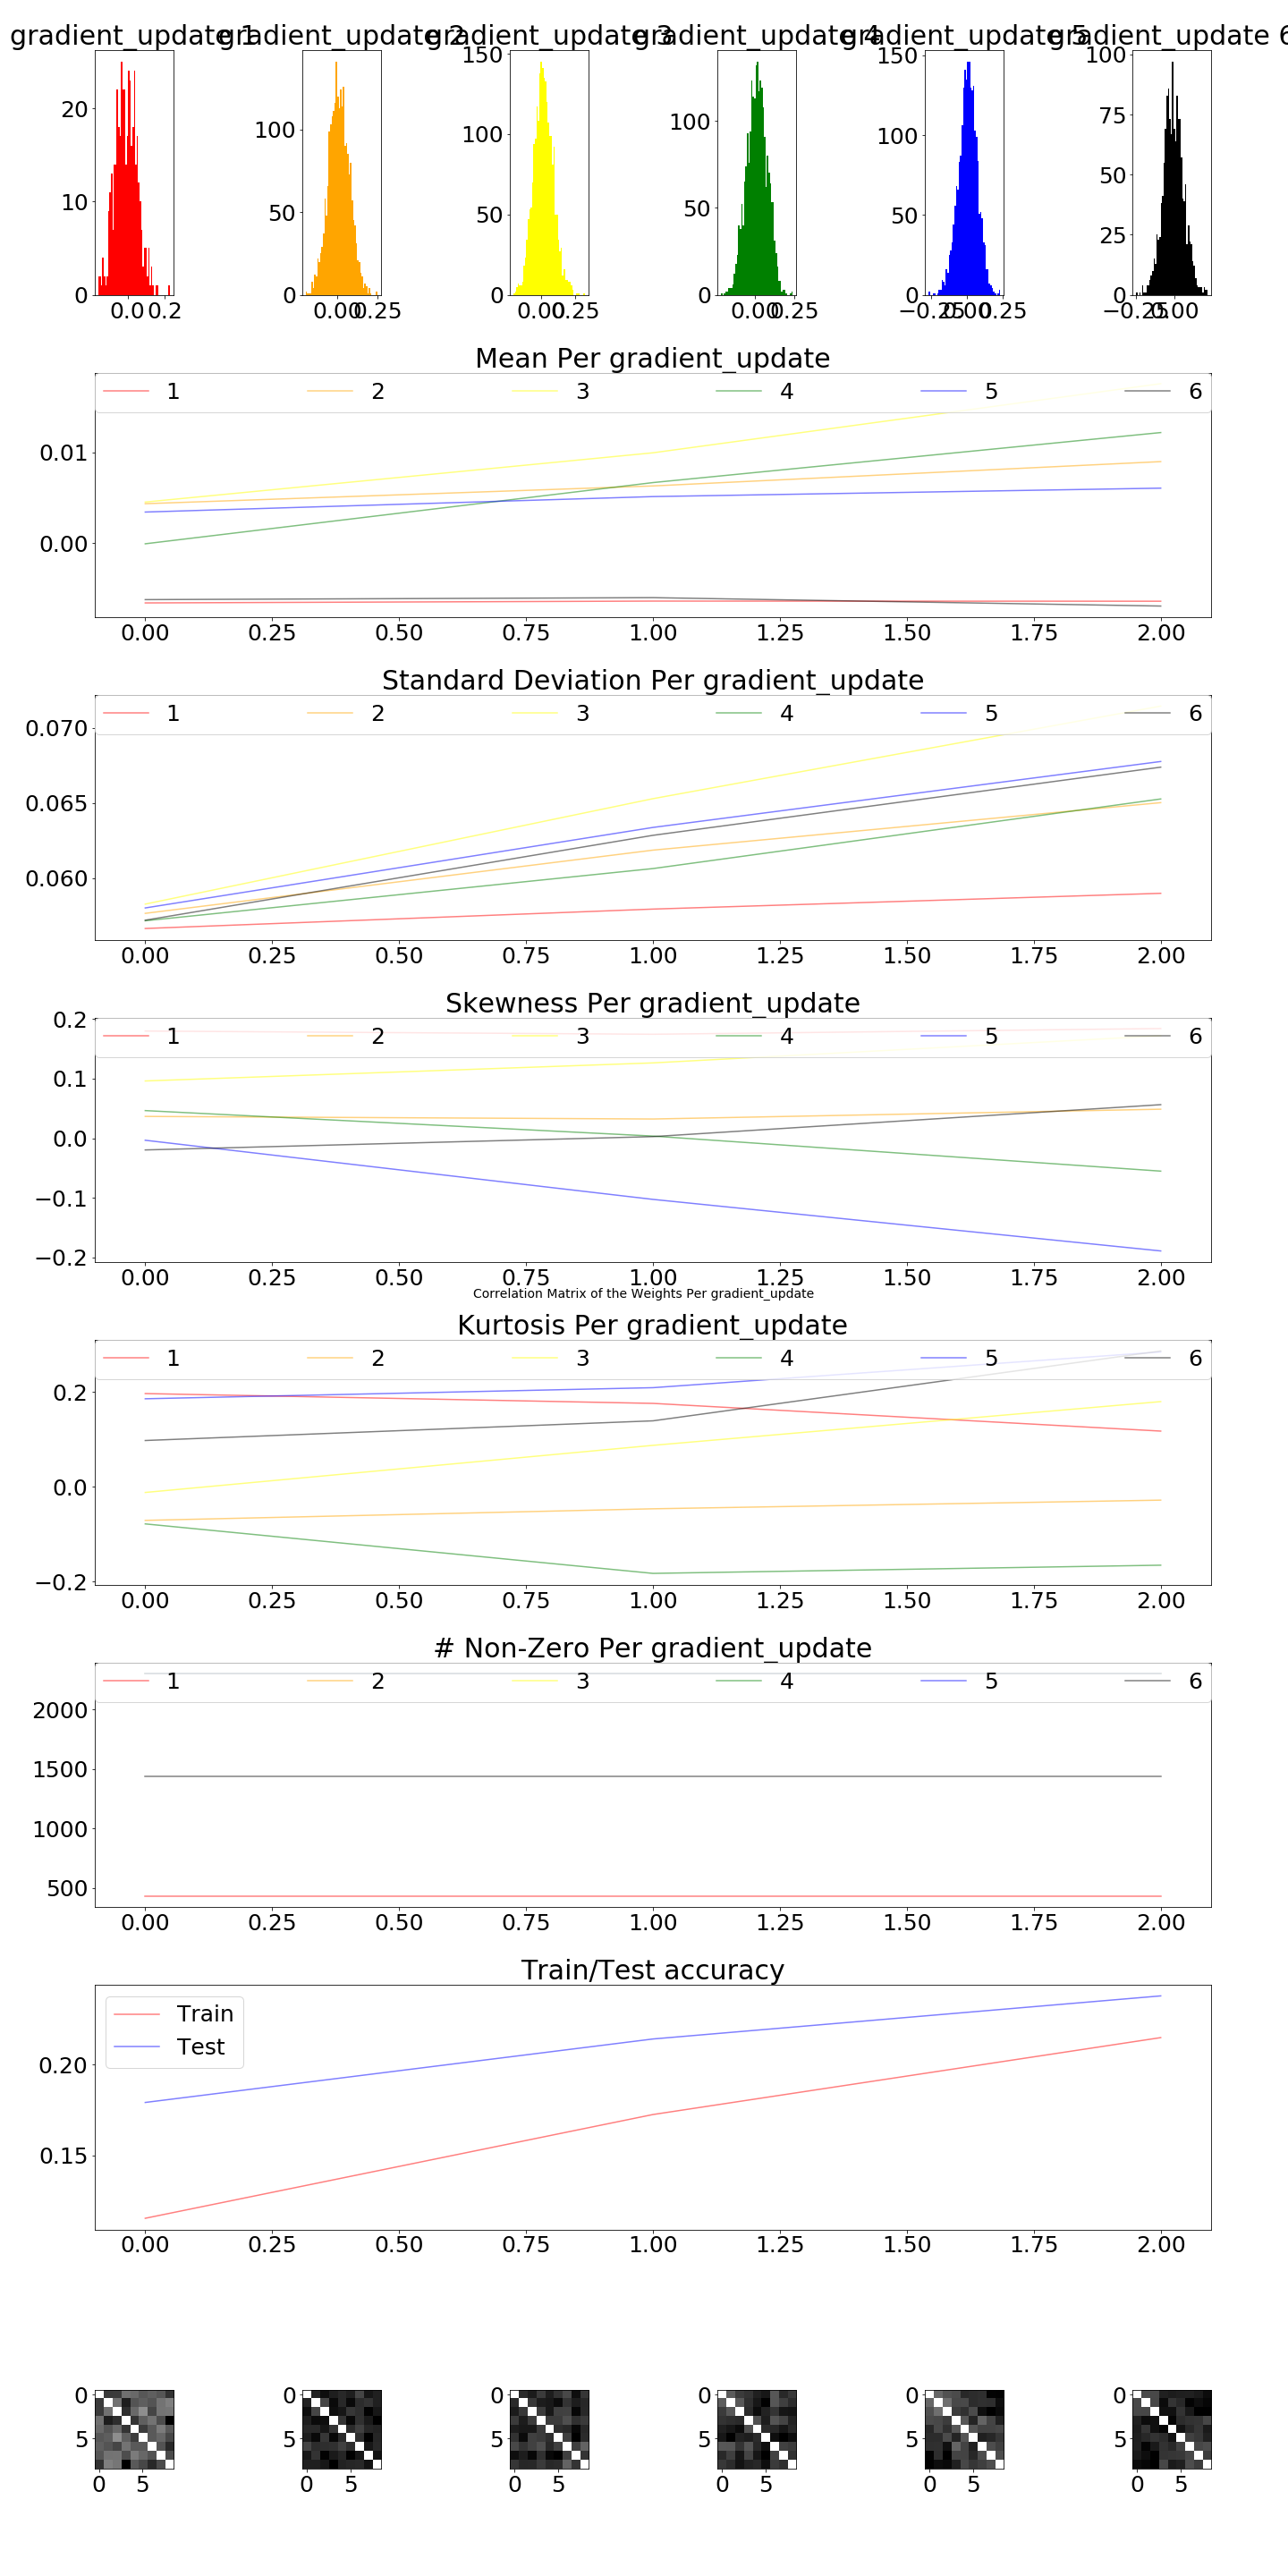 gradient_update 1 gradient_update 2 gradient_update 3 gradient_update 4 gradient_update 5 gradient_update 6
20
10
0
0.0 0.2
100
50
0
0.00 0.25
150
100
50
0
0.00 0.25
100
50
0
0.00 0.25
150
100
50
0
−0.25 0.00 0.25
100
75
50
25
0
−0.25 0.00
Mean Per gradient_update
1 2 3 4 5 6
0.01
0.00
0.00 0.25 0.50 0.75 1.00 1.25 1.50 1.75 2.00
Standard Deviation Per gradient_update
1 2 3 4 5 6
0.070
0.065
0.060
0.00 0.25 0.50 0.75 1.00 1.25 1.50 1.75 2.00
Skewness Per gradient_update
0.2
1 2 3 4 5 6
0.1
0.0
−0.1
−0.2
0.00 0.25 0.50 0.75 1.00 1.25 1.50 1.75 2.00
Correlation Matrix of the Weights Per gradient_update
Kurtosis Per gradient_update
1 2 3 4 5 6
0.2
0.0
−0.2
0.00 0.25 0.50 0.75 1.00 1.25 1.50 1.75 2.00
# Non-Zero Per gradient_update
1 2 3 4 5 6
2000
1500
1000
500
0.00 0.25 0.50 0.75 1.00 1.25 1.50 1.75 2.00
Train/Test accuracy
Train
Test
0.20
0.15
0.00 0.25 0.50 0.75 1.00 1.25 1.50 1.75 2.00
0 0 0 0 0 0
5 5 5 5 5 5
0 5 0 5 0 5 0 5 0 5 0 5